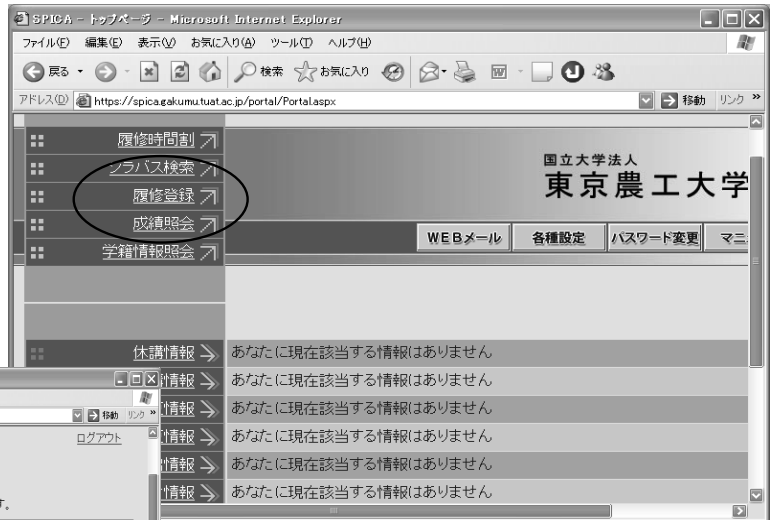 SPICA - トップページ - Microsoft Internet Explorer
ファイル(F) 編集(E) 表示(V) お気に入り(A) ツール(T) ヘルプ(H)
戻る 検索 お気に入り
アドレス(D) https://spica.gakumu.tuat.ac.jp/portal/Portal.aspx 移動 リンク »
履修時間割
シラバス検索
履修登録
成績照会
学籍情報照会
国立大学法人
東京農工大学
WEBメール 各種設定 パスワード変更 マニ
休講情報 あなたに現在該当する情報はありません
情報 あなたに現在該当する情報はありません
情報 あなたに現在該当する情報はありません
情報 あなたに現在該当する情報はありません
情報 あなたに現在該当する情報はありません
情報 あなたに現在該当する情報はありません
移動 リンク »
ログアウト
す。